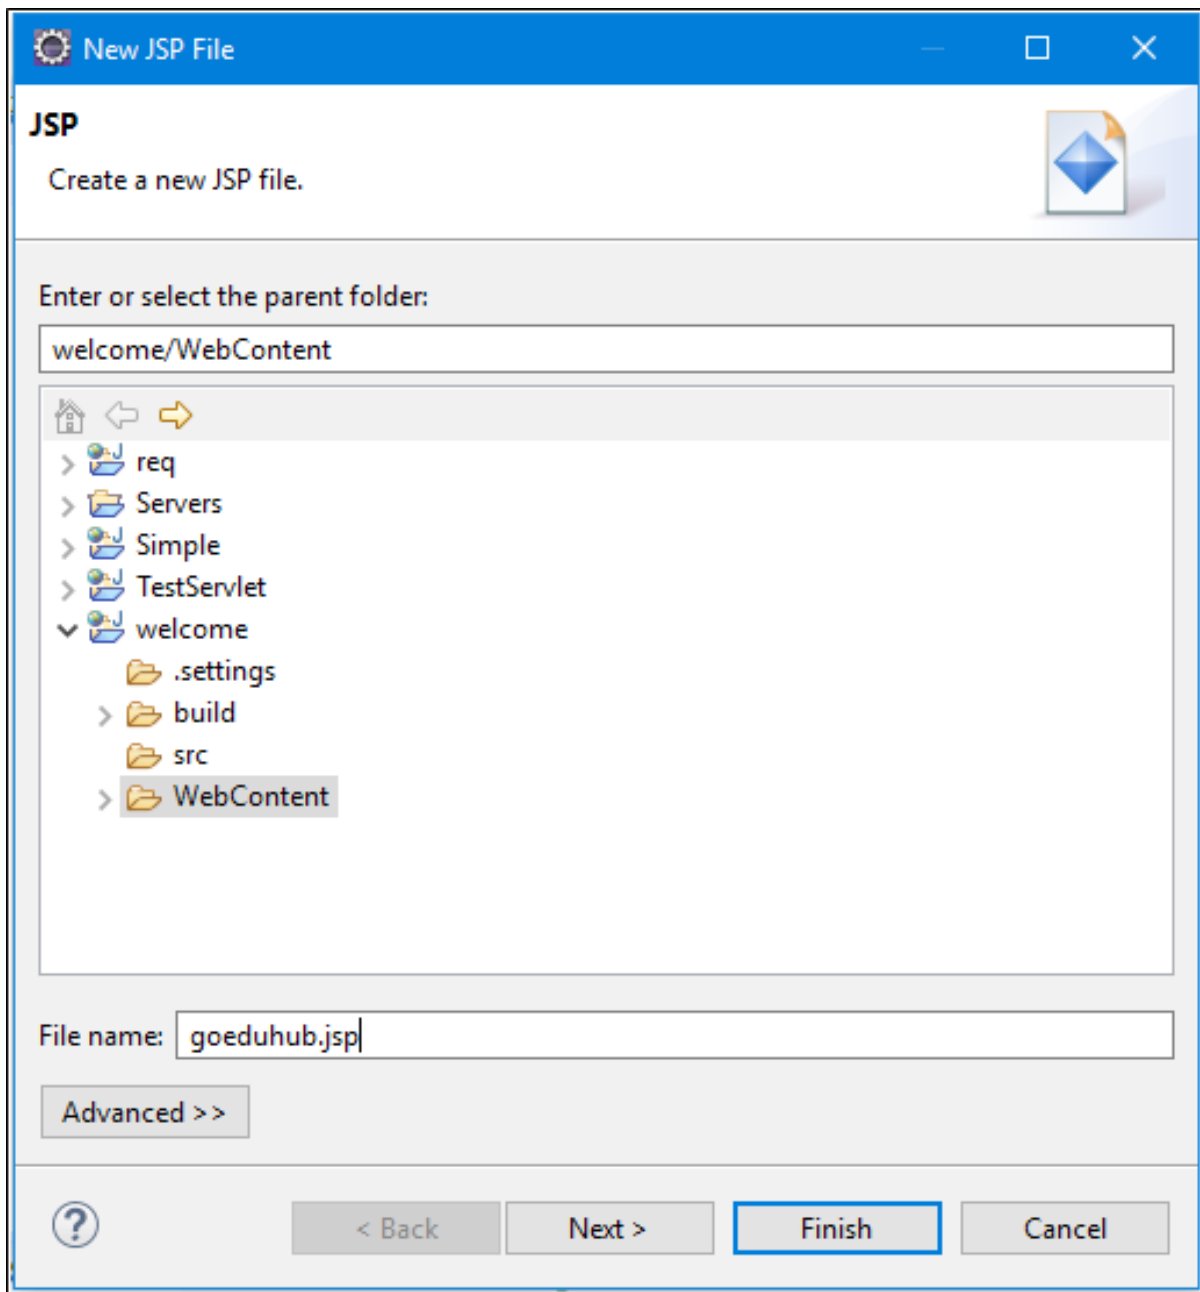 New JSP File
JSP
Create a new JSP file.
Enter or select the parent folder:
welcome/WebContent
req
Servers
Simple
TestServlet
welcome
.settings
build
src
WebContent
File name: goeduhub.jsp
Advanced >>
< Back Next > Finish Cancel